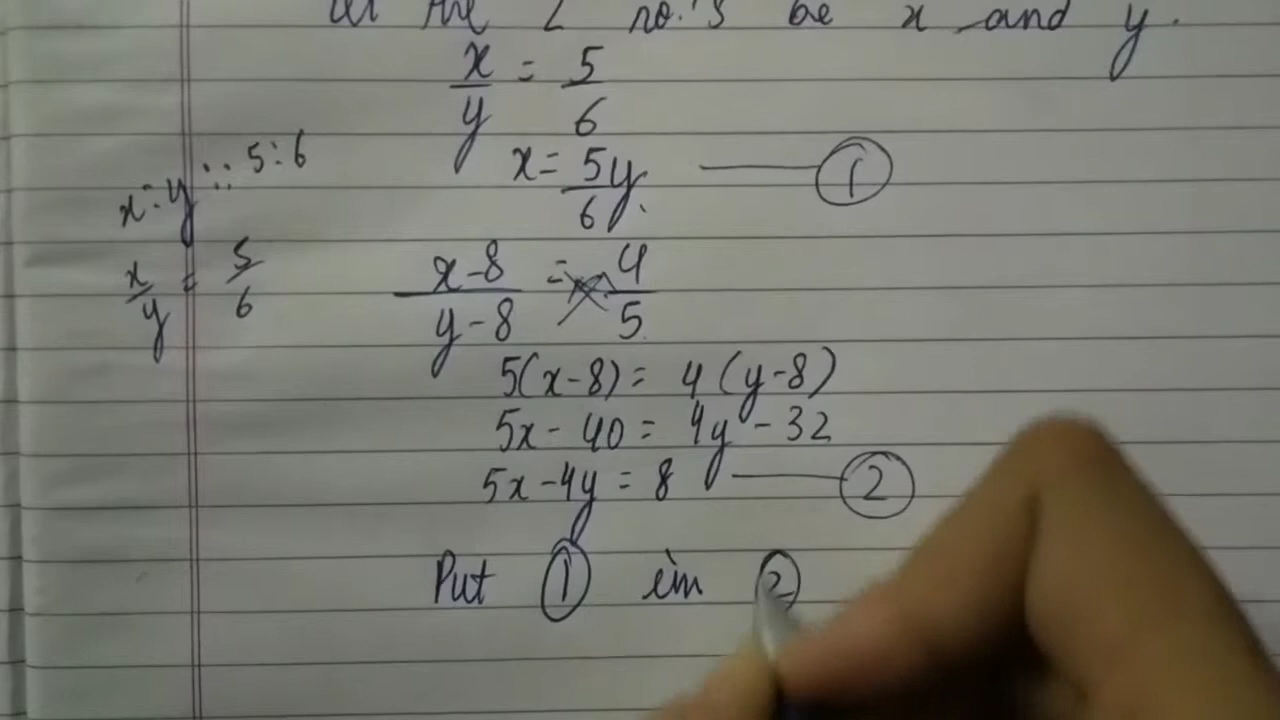 let the 2 no.'s be x and y.
x/y = 5/6
x = 5y/6. ——— ①
x:y :: 5:6
x/y = 5/6
x-8/y-8 = 4/5
5(x-8) = 4(y-8)
5x - 40 = 4y - 32
5x - 4y = 8 ——— ②
Put ① in ②